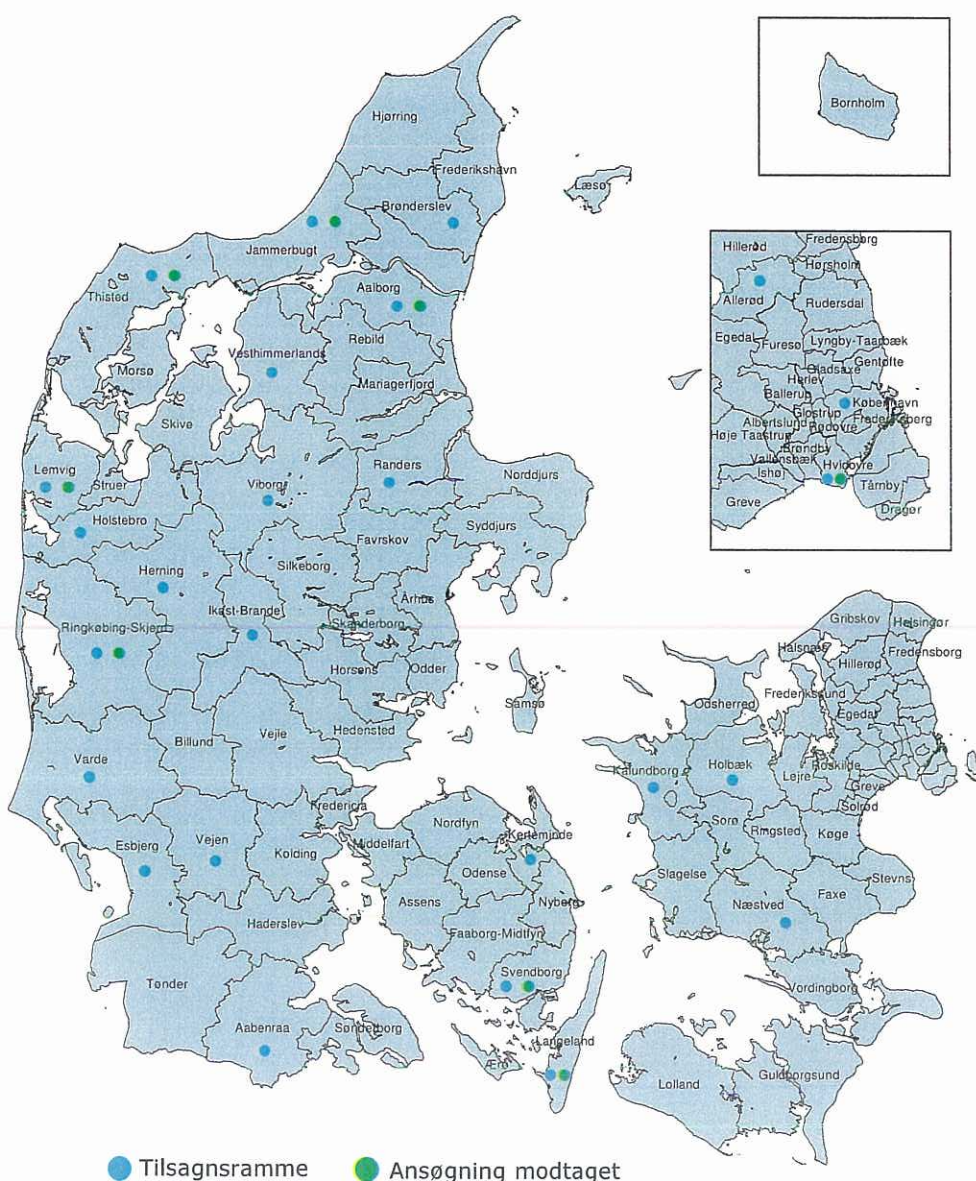 Bornholm
Hjørring
Frederikshavn
Læsø
Brønderslev
Jammerbugt
Thisted
Aalborg
Vesthimmerlands
Rebild
Morsø
Mariagerfjord
Skive
Lemvig
Struer
Viborg
Randers
Norddjurs
Holstebro
Favrskov
Syddjurs
Herning
Silkeborg
Ikast-Brande
Århus
Ringkøbing-Skjern
Skanderborg
Horsens
Odder
Samsø
Hedensted
Billund
Vejle
Varde
Fredericia
Esbjerg
Vejen
Kolding
Middelfart
Nordfyn
Kerteminde
Odense
Assens
Nyborg
Haderslev
Faaborg-Midtfyn
Tønder
Svendborg
Aabenraa
Sønderborg
Langeland
Ærø
Hillerød
Fredensborg
Hørsholm
Allerød
Rudersdal
Egedal
Furesø
Lyngby-Taarbæk
Gentofte
Gladsaxe
Herlev
Ballerup
København
Glostrup
Frederiksberg
Albertslund
Rødovre
Høje Taastrup
Brøndby
Vallensbæk
Hvidovre
Ishøj
Tårnby
Greve
Dragør
Gribskov
Helsingør
Halsnæs
Hillerød
Fredensborg
Odsherred
Frederikssund
Egedal
Kalundborg
Holbæk
Lejre
Roskilde
Greve
Solrød
Sorø
Ringsted
Køge
Slagelse
Næstved
Faxe
Stevns
Vordingborg
Lolland
Guldborgsund
Tilsagnsramme
Ansøgning modtaget